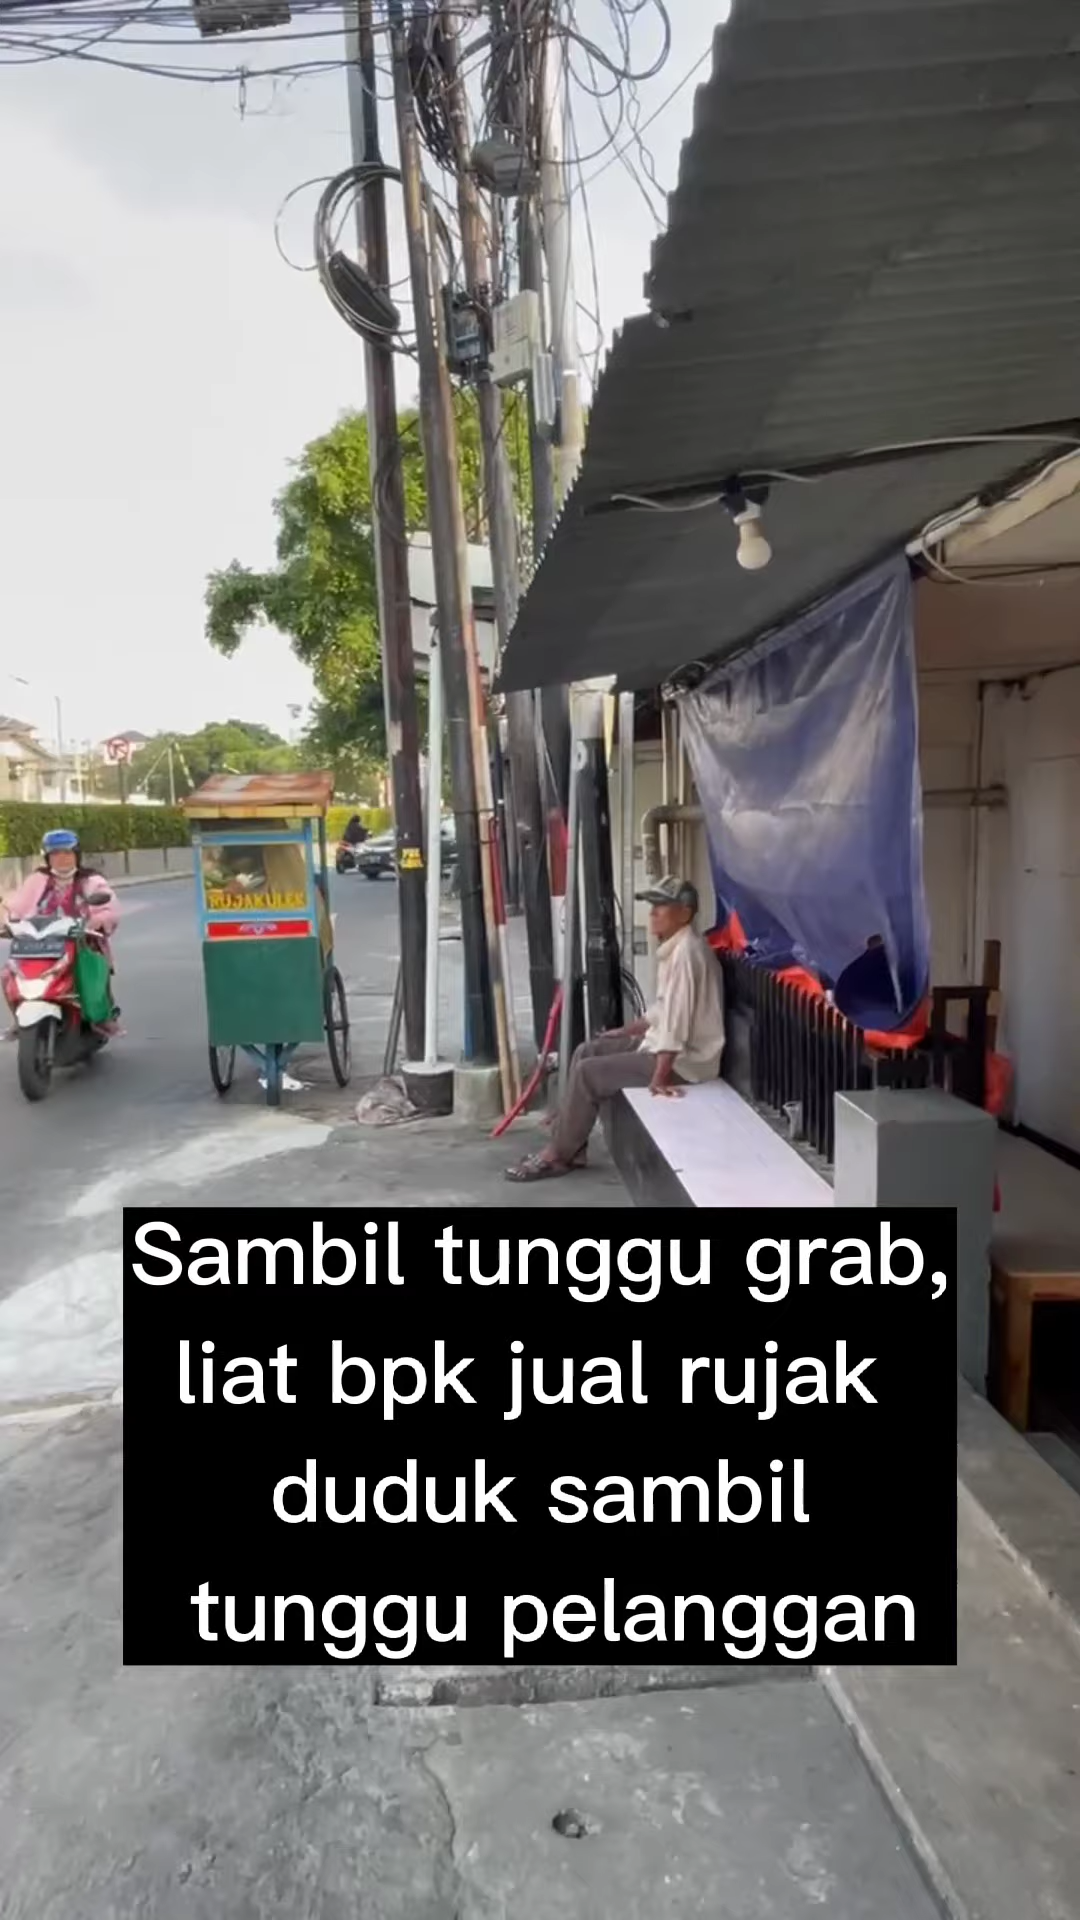 RUJAK ULEK
Sambil tunggu grab,
liat bpk jual rujak
duduk sambil
tunggu pelanggan